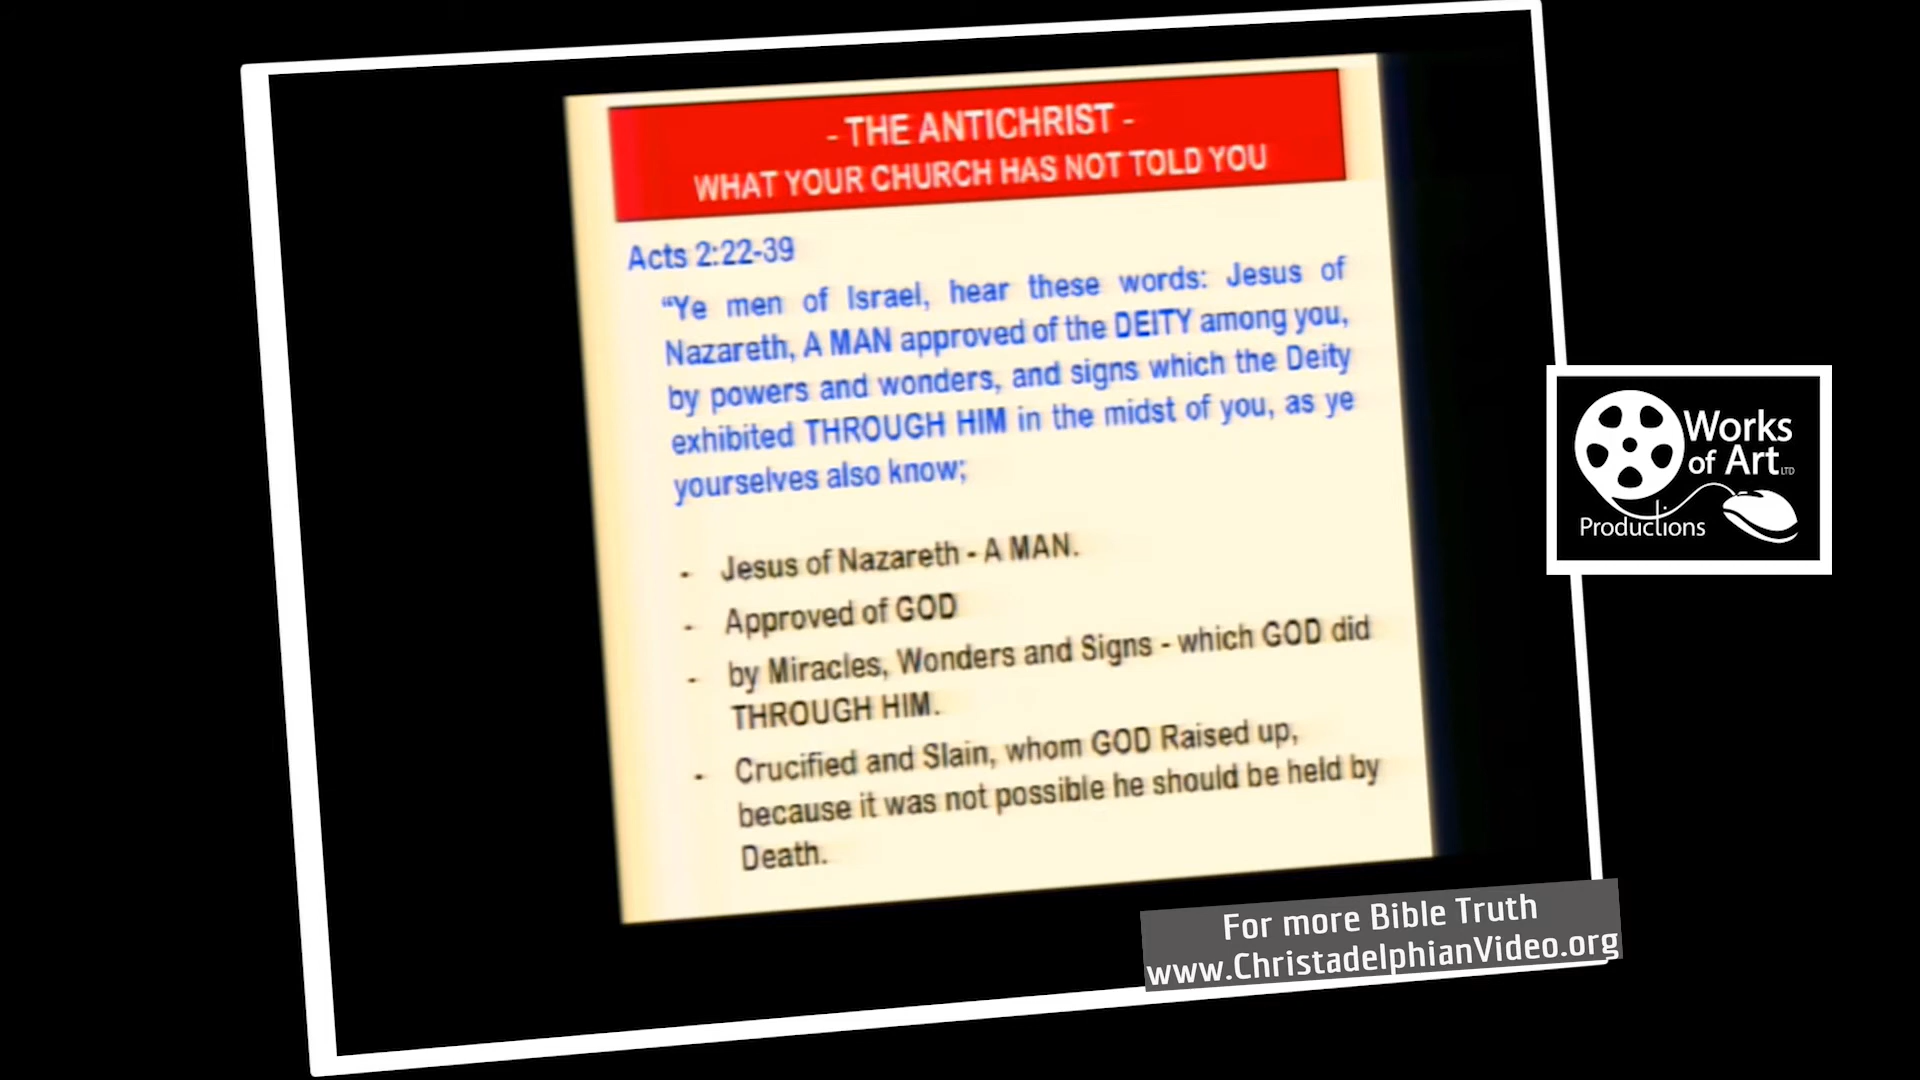 - THE ANTICHRIST -
WHAT YOUR CHURCH HAS NOT TOLD YOU
Acts 2:22-39
“Ye men of Israel, hear these words: Jesus of
Nazareth, A MAN approved of the DEITY among you,
by powers and wonders, and signs which the Deity
exhibited THROUGH HIM in the midst of you, as ye
yourselves also know;
- Jesus of Nazareth - A MAN.
- Approved of GOD
- by Miracles, Wonders and Signs - which GOD did
THROUGH HIM.
- Crucified and Slain, whom GOD Raised up,
because it was not possible he should be held by
Death.
Works
of Art LTD
Productions
For more Bible Truth
www.ChristadelphianVideo.org